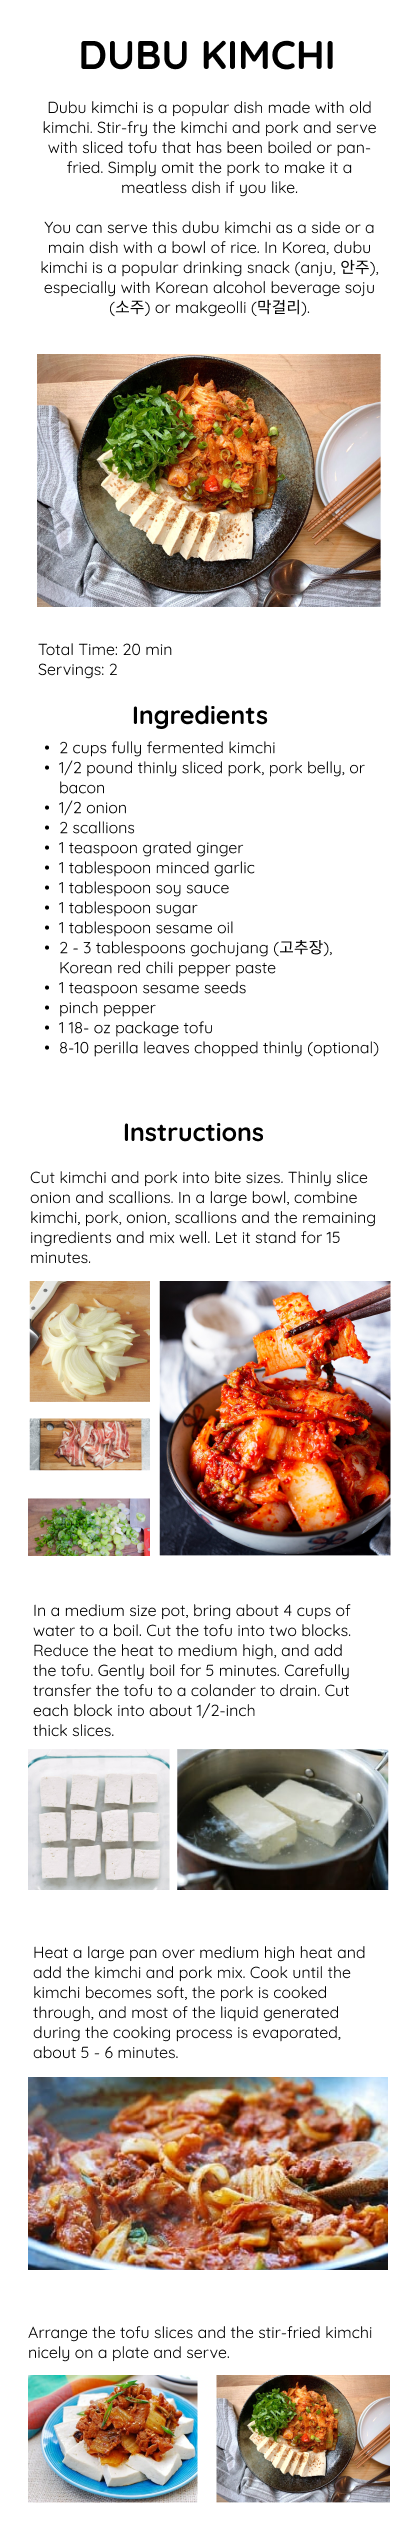 DUBU KIMCHI
Dubu kimchi is a popular dish made with old
kimchi. Stir-fry the kimchi and pork and serve
with sliced tofu that has been boiled or pan-
fried. Simply omit the pork to make it a
meatless dish if you like.
You can serve this dubu kimchi as a side or a
main dish with a bowl of rice. In Korea, dubu
kimchi is a popular drinking snack (anju, 안주),
especially with Korean alcohol beverage soju
(소주) or makgeolli (막걸리).
Total Time: 20 min
Servings: 2
Ingredients
• 2 cups fully fermented kimchi
• 1/2 pound thinly sliced pork, pork belly, or
bacon
• 1/2 onion
• 2 scallions
• 1 teaspoon grated ginger
• 1 tablespoon minced garlic
• 1 tablespoon soy sauce
• 1 tablespoon sugar
• 1 tablespoon sesame oil
• 2 - 3 tablespoons gochujang (고추장),
Korean red chili pepper paste
• 1 teaspoon sesame seeds
• pinch pepper
• 1 18- oz package tofu
• 8-10 perilla leaves chopped thinly (optional)
Instructions
Cut kimchi and pork into bite sizes. Thinly slice
onion and scallions. In a large bowl, combine
kimchi, pork, onion, scallions and the remaining
ingredients and mix well. Let it stand for 15
minutes.
In a medium size pot, bring about 4 cups of
water to a boil. Cut the tofu into two blocks.
Reduce the heat to medium high, and add
the tofu. Gently boil for 5 minutes. Carefully
transfer the tofu to a colander to drain. Cut
each block into about 1/2-inch
thick slices.
Heat a large pan over medium high heat and
add the kimchi and pork mix. Cook until the
kimchi becomes soft, the pork is cooked
through, and most of the liquid generated
during the cooking process is evaporated,
about 5 - 6 minutes.
Arrange the tofu slices and the stir-fried kimchi
nicely on a plate and serve.